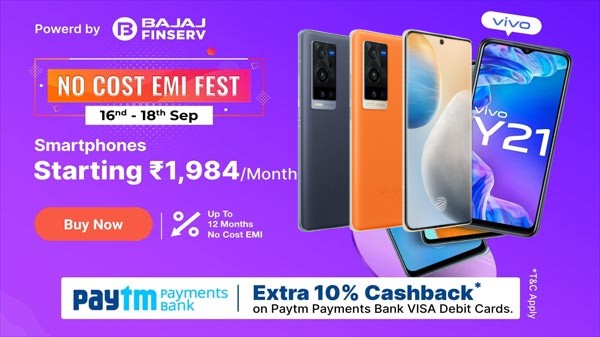 Powerd by BAJAJ FINSERV
vivo
NO COST EMI FEST
16nd - 18th Sep
Smartphones
Starting ₹1,984/Month
Buy Now
Up To
12 Months
No Cost EMI
vivo
Y21
paytm payments Bank
Extra 10% Cashback*
on Paytm Payments Bank VISA Debit Cards.
*T&C Apply